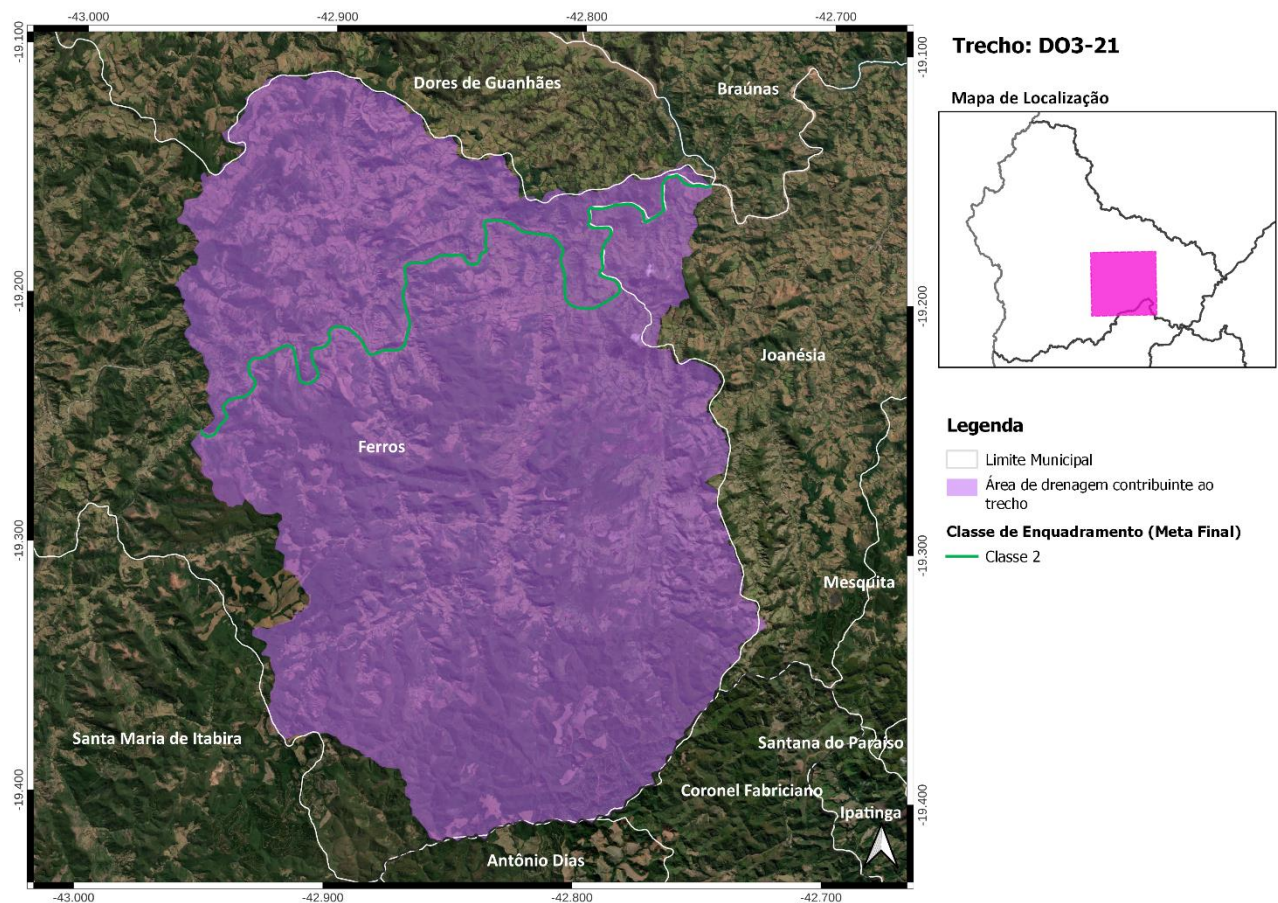 -43.000
-42.900
-42.800
-42.700
-19.100
-19.100
Trecho: DO3-21
Mapa de Localização
Dores de Guanhães
Braúnas
-19.200
-19.200
Joanésia
Ferros
Legenda
Limite Municipal
Área de drenagem contribuinte ao
trecho
Classe de Enquadramento (Meta Final)
Classe 2
-19.300
-19.300
Mesquita
Santa Maria de Itabira
Santana do Paraíso
Coronel Fabriciano
Ipatinga
-19.400
-19.400
Antônio Dias
-43.000
-42.900
-42.800
-42.700